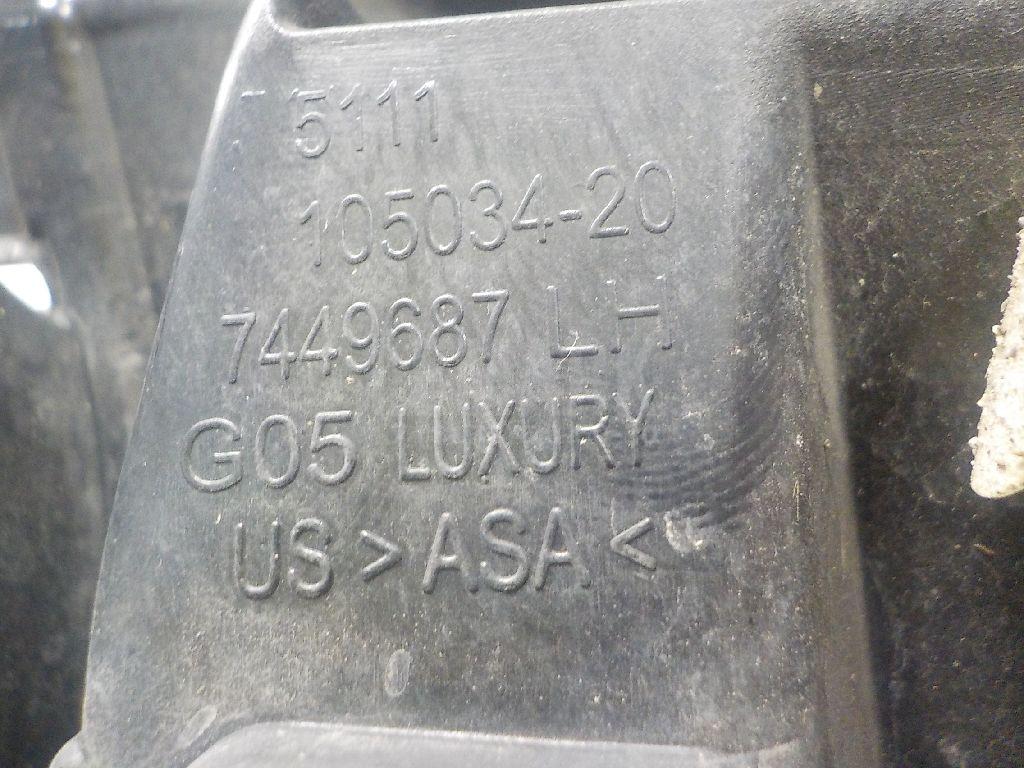 5111
105034-20
7449687 LH
G05 LUXURY
US >ASA<